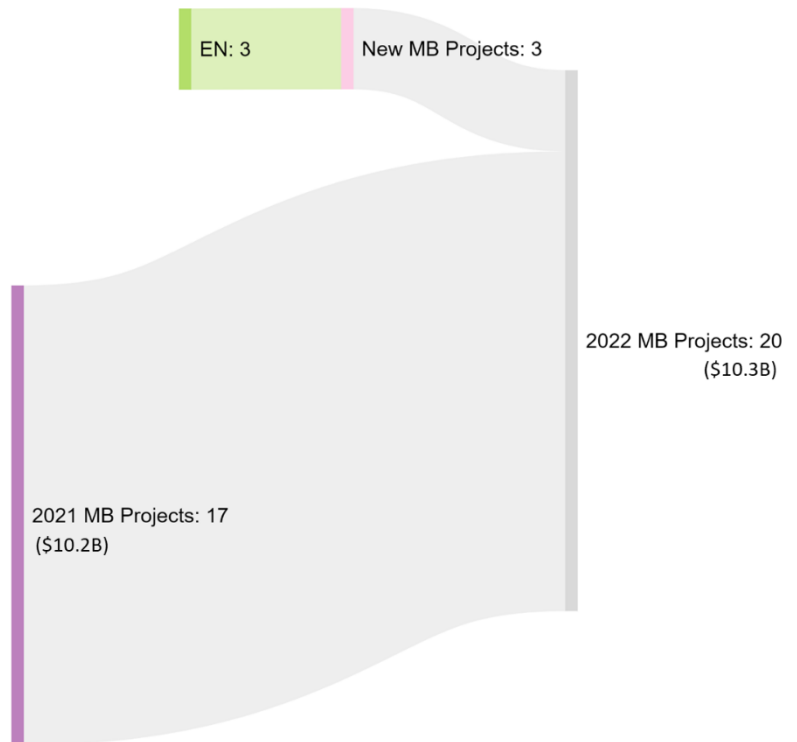 EN: 3
New MB Projects: 3
2022 MB Projects: 20
($10.3B)
2021 MB Projects: 17
($10.2B)